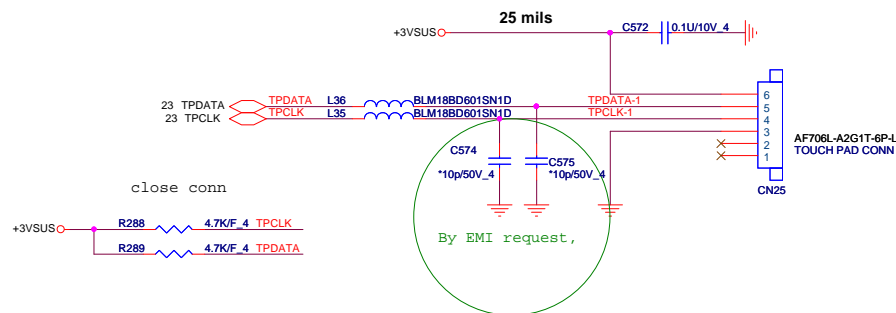 25 mils
+3VSUS
C572
0.1U/10V_4
23 TPDATA
TPDATA
L36
BLM18BD601SN1D
TPDATA-1
23 TPCLK
TPCLK
L35
BLM18BD601SN1D
TPCLK-1
6
5
4
3
2
1
AF706L-A2G1T-6P-L
TOUCH PAD CONN
CN25
C574
*10p/50V_4
C575
*10p/50V_4
close conn
+3VSUS
R288
4.7K/F_4
TPCLK
R289
4.7K/F_4
TPDATA
By EMI request,